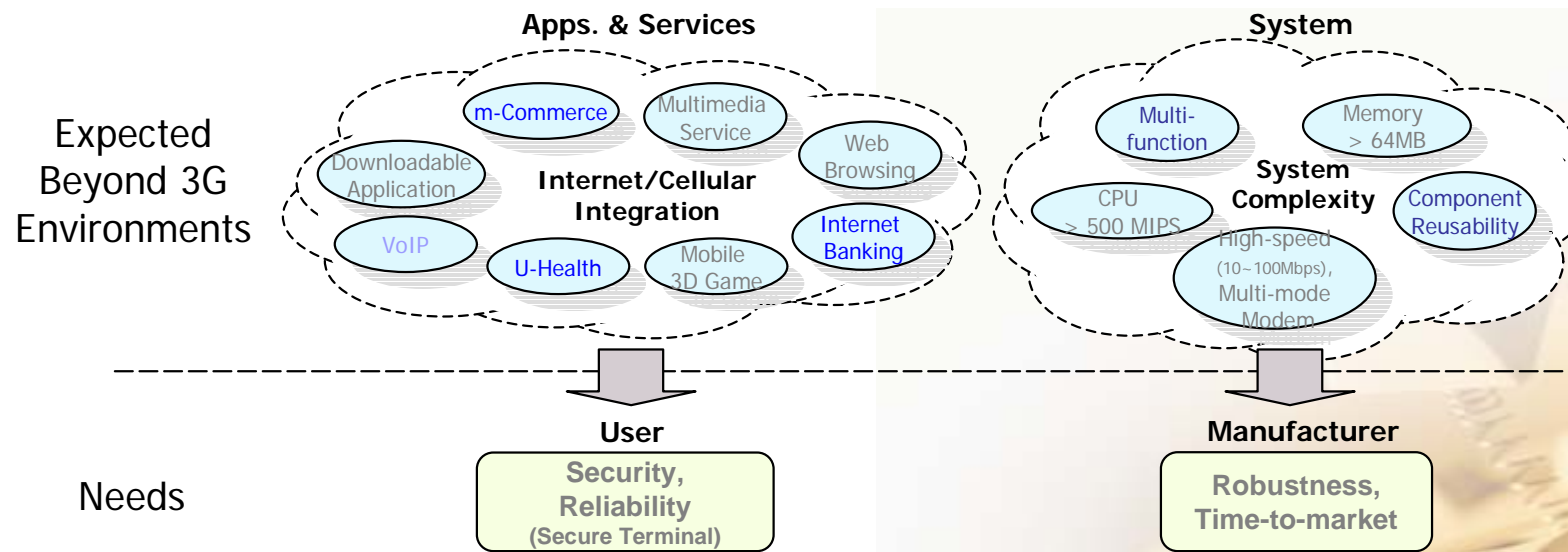 Apps. & Services
System
Expected
Beyond 3G
Environments
m-Commerce
Multimedia
Service
Web
Browsing
Downloadable
Application
Internet/Cellular
Integration
VoIP
U-Health
Mobile
3D Game
Internet
Banking
Multi-
function
Memory
> 64MB
System
Complexity
CPU
> 500 MIPS
Component
Reusability
High-speed
(10~100Mbps),
Multi-mode
Modem
Needs
User
Security,
Reliability
(Secure Terminal)
Manufacturer
Robustness,
Time-to-market